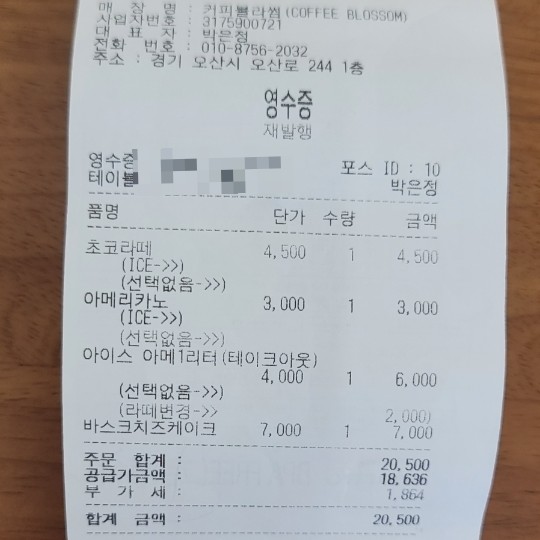 매 장 명 : 커피블라썸(COFFEE BLOSSOM)
사업자번호 : 3175900721
대 표 자 : 박은정
전화 번호 : 010-8756-2032
주소 : 경기 오산시 오산로 244 1층
영수증
재발행
영수증
포스 ID : 10
테이블
박은정
품명 단가 수량 금액
초코라떼 4,500 1 4,500
(ICE->>)
(선택없음->>)
아메리카노 3,000 1 3,000
(ICE->>)
(선택없음->>)
아이스 아메1리터(테이크아웃)
4,000 1 6,000
(선택없음->>)
(라떼변경->> 2,000)
바스크치즈케이크 7,000 1 7,000
주문 합계 : 20,500
공급가금액 : 18,636
부 가 세 : 1,864
합계 금액 : 20,500